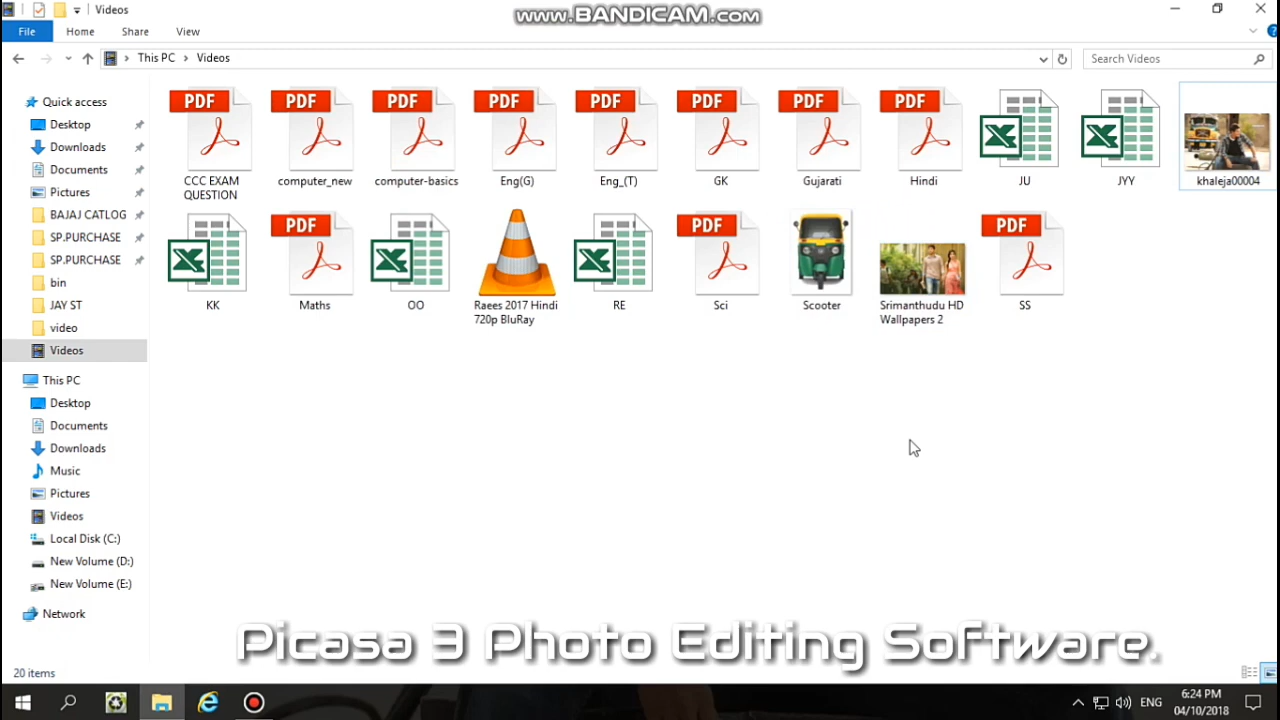 Videos
www.BANDICAM.com
File
Home
Share
View
This PC
Videos
Search Videos
Quick access
Desktop
Downloads
Documents
Pictures
BAJAJ CATLOG
SP.PURCHASE
SP.PURCHASE
bin
JAY ST
video
Videos
This PC
Desktop
Documents
Downloads
Music
Pictures
Videos
Local Disk (C:)
New Volume (D:)
New Volume (E:)
Network
PDF PDF PDF PDF PDF PDF PDF PDF
CCC EXAM
QUESTION
computer_new
computer-basics
Eng(G)
Eng_(T)
GK
Gujarati
Hindi
JU
JYY
khaleja00004
PDF PDF PDF
KK
Maths
OO
Raees 2017 Hindi
720p BluRay
RE
Sci
Scooter
Srimanthudu HD
Wallpapers 2
SS
Picasa 3 Photo Editing Software.
20 items
ENG
6:24 PM
04/10/2018